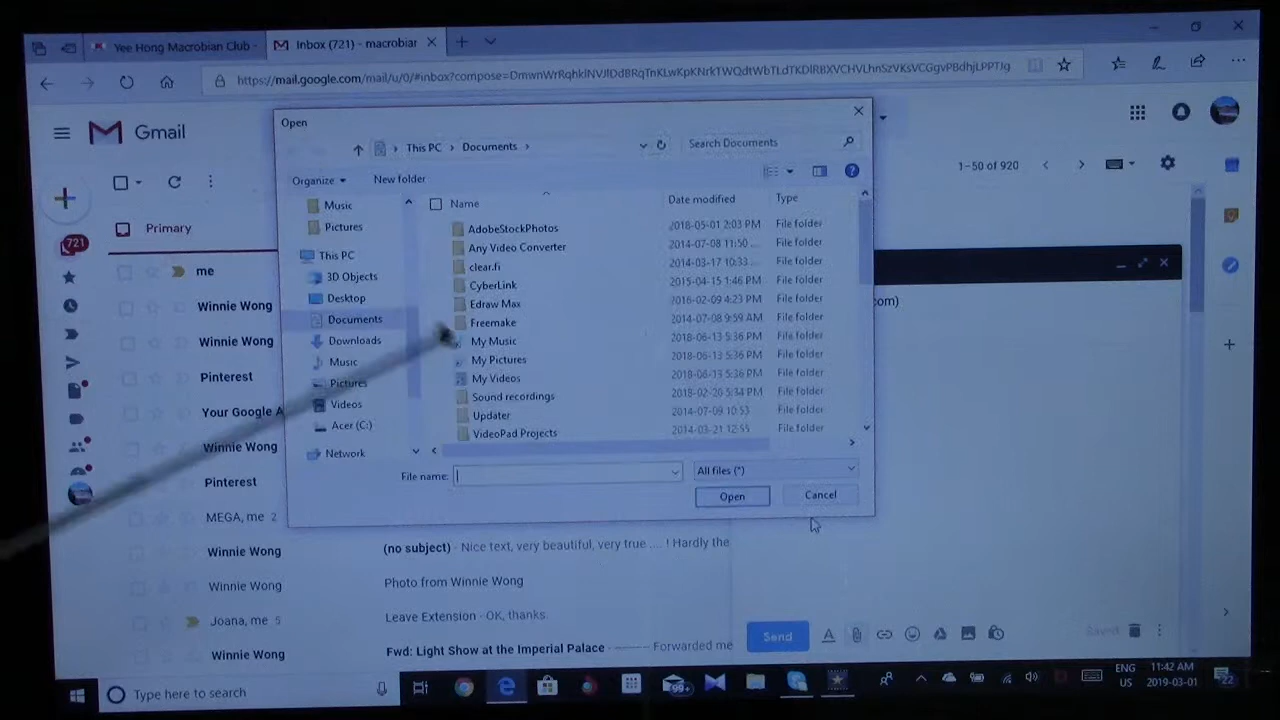 Yee Hong Macrobian Club -
Inbox (721) - macrobiar
https://mail.google.com/mail/u/0/#inbox?compose=
Gmail
Open
This PC
Documents
Search Documents
1–50 of 920
Organize
New folder
Primary
721
Music
Pictures
This PC
3D Objects
Desktop
Documents
Downloads
Music
Pictures
Videos
Acer (C:)
Network
Name
Date modified
Type
AdobeStockPhotos 2018-05-01 2:03 PM File folder
Any Video Converter 2014-07-08 11:50 ... File folder
clear.fi 2014-03-17 10:33... File folder
CyberLink 2015-04-15 1:46 PM File folder
Edraw Max 2016-02-09 4:23 PM File folder
Freemake 2014-07-08 9:59 AM File folder
My Music 2018-06-13 5:36 PM File folder
My Pictures 2018-06-13 5:36 PM File folder
My Videos 2018-06-13 5:36 PM File folder
Sound recordings 2018-02-26 5:34 PM File folder
Updater 2014-07-09 10:53 File folder
VideoPad Projects 2014-03-21 12:55 File folder
File name:
All files (*)
Open
Cancel
me
Winnie Wong
Winnie Wong
Pinterest
Your Google A
Winnie Wong
Pinterest
MEGA, me 2
Winnie Wong
(no subject) - Nice text, very beautiful, very true .... ! Hardly the
Winnie Wong
Photo from Winnie Wong
Joana, me 5
Leave Extension - OK, thanks.
Winnie Wong
Fwd: Light Show at the Imperial Palace - Forwarded me
com)
Send
Saved
Type here to search
99+
ENG
US
11:42 AM
2019-03-01
22